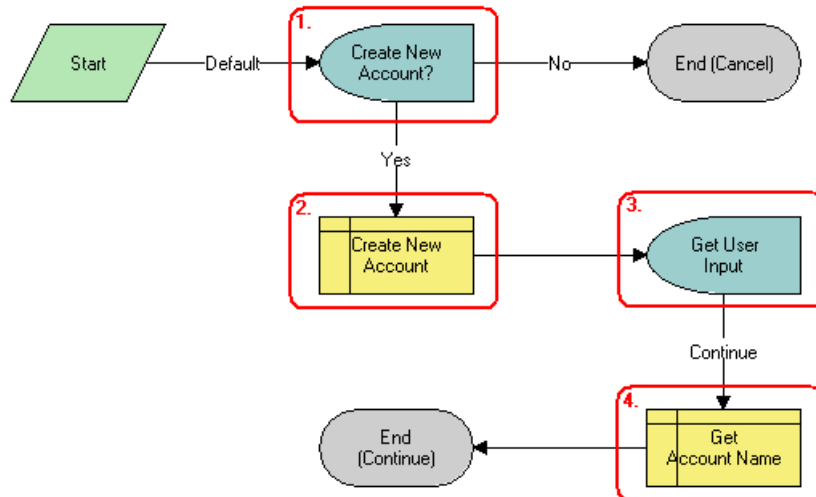 1.
Start
Default
Create New
Account?
No
End (Cancel)
Yes
2.
Create New
Account
3.
Get User
Input
Continue
4.
Get
Account Name
End
(Continue)